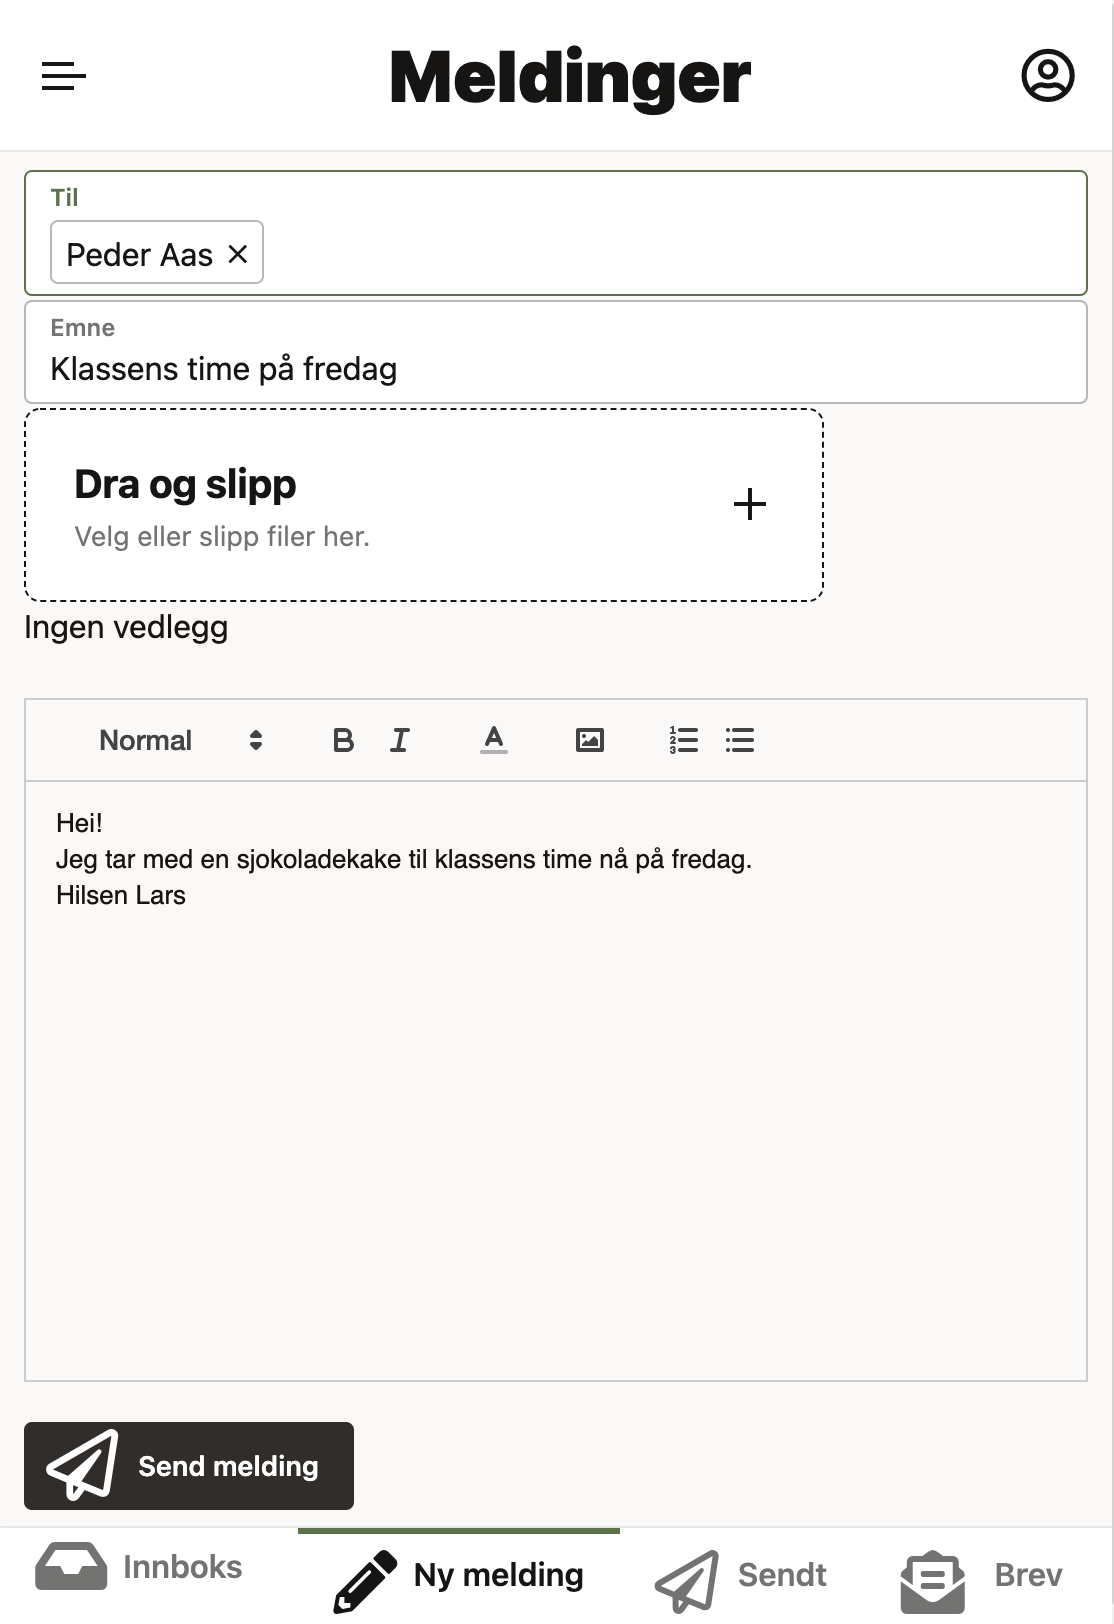 Meldinger
Til
Peder Aas
Emne
Klassens time på fredag
Dra og slipp
Velg eller slipp filer her.
Ingen vedlegg
Normal
Hei!
Jeg tar med en sjokoladekake til klassens time nå på fredag.
Hilsen Lars
Send melding
Innboks
Ny melding
Sendt
Brev